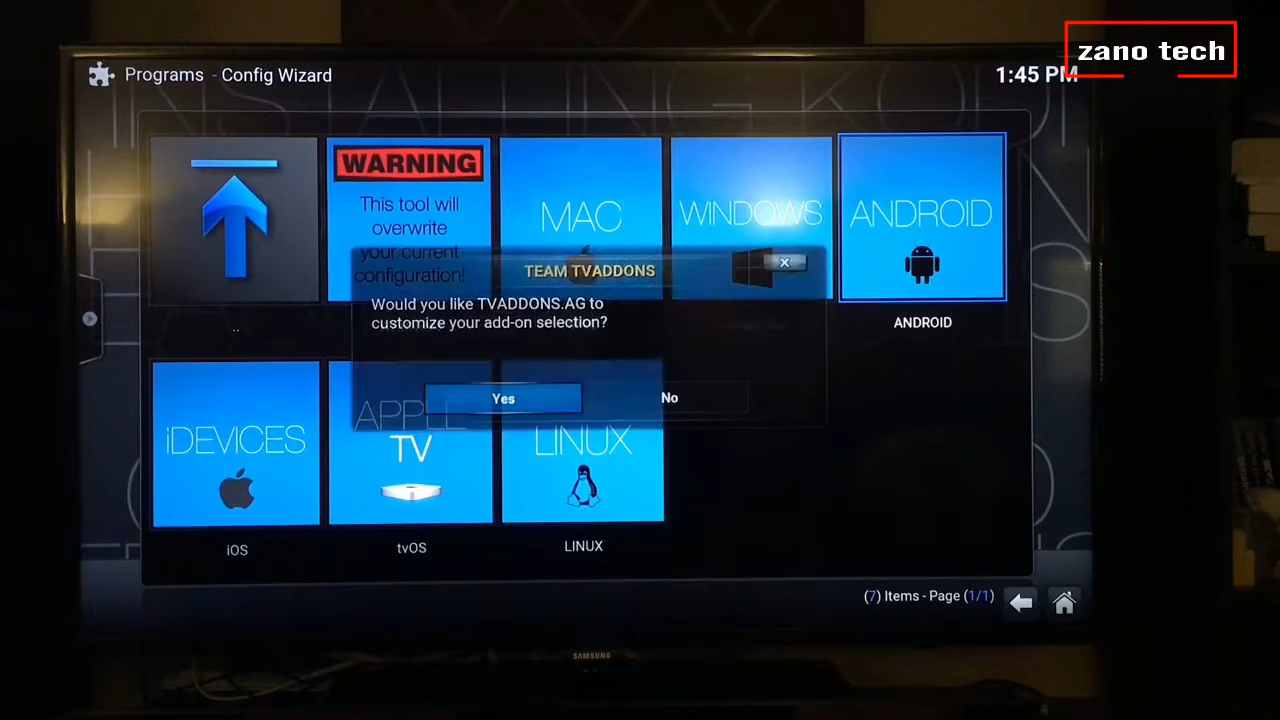 zano tech
Programs - Config Wizard
1:45 PM
INSTALLING KODI
WARNING
This tool will
overwrite
your current
configuration!
MAC
WINDOWS
ANDROID
TEAM TVADDONS
Would you like TVADDONS.AG to
customize your add-on selection?
Yes
No
..
ANDROID
iDEVICES
APPLE
TV
LINUX
iOS
tvOS
LINUX
(7) Items - Page (1/1)
SAMSUNG